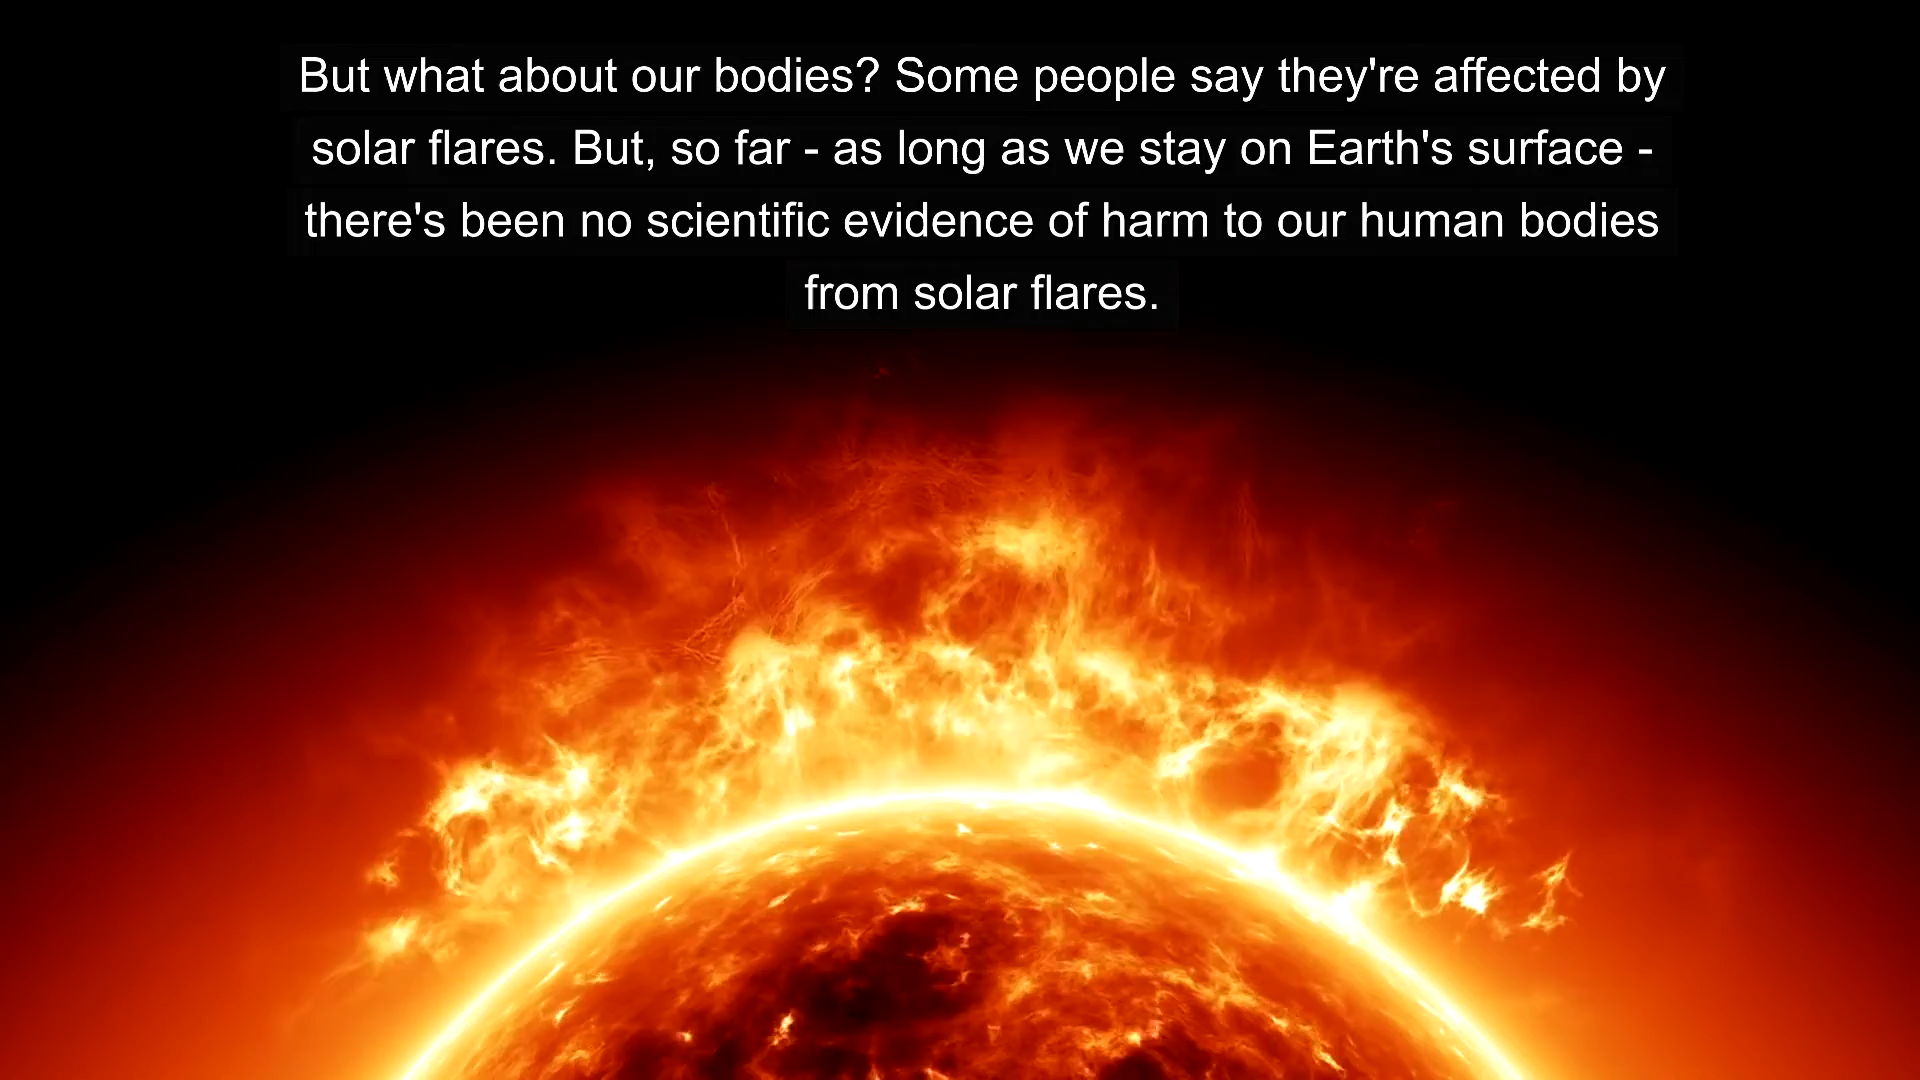 But what about our bodies? Some people say they're affected by
solar flares. But, so far - as long as we stay on Earth's surface -
there's been no scientific evidence of harm to our human bodies
from solar flares.